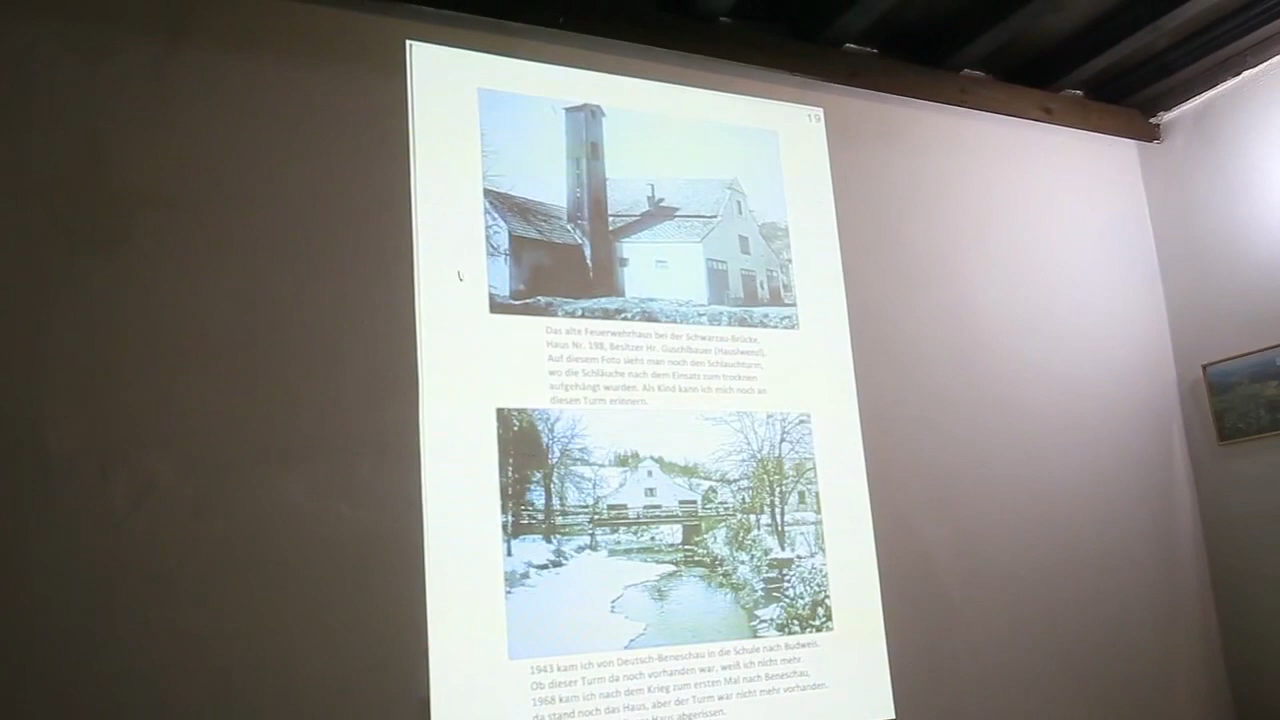 19
Das alte Feuerwehrhaus bei der Schwarzau-Brücke,
Haus Nr. 198, Besitzer Hr. Guschlbauer (Hauslwenzl).
Auf diesem Foto sieht man noch den Schlauchturm,
wo die Schläuche nach dem Einsatz zum trocknen
aufgehängt wurden. Als Kind kann ich mich noch an
diesen Turm erinnern.
1943 kam ich von Deutsch-Beneschau in die Schule nach Budweis.
Ob dieser Turm da noch vorhanden war, weiß ich nicht mehr.
1968 kam ich nach dem Krieg zum ersten Mal nach Beneschau,
da stand noch das Haus, aber der Turm war nicht mehr vorhanden.
Haus abgerissen.